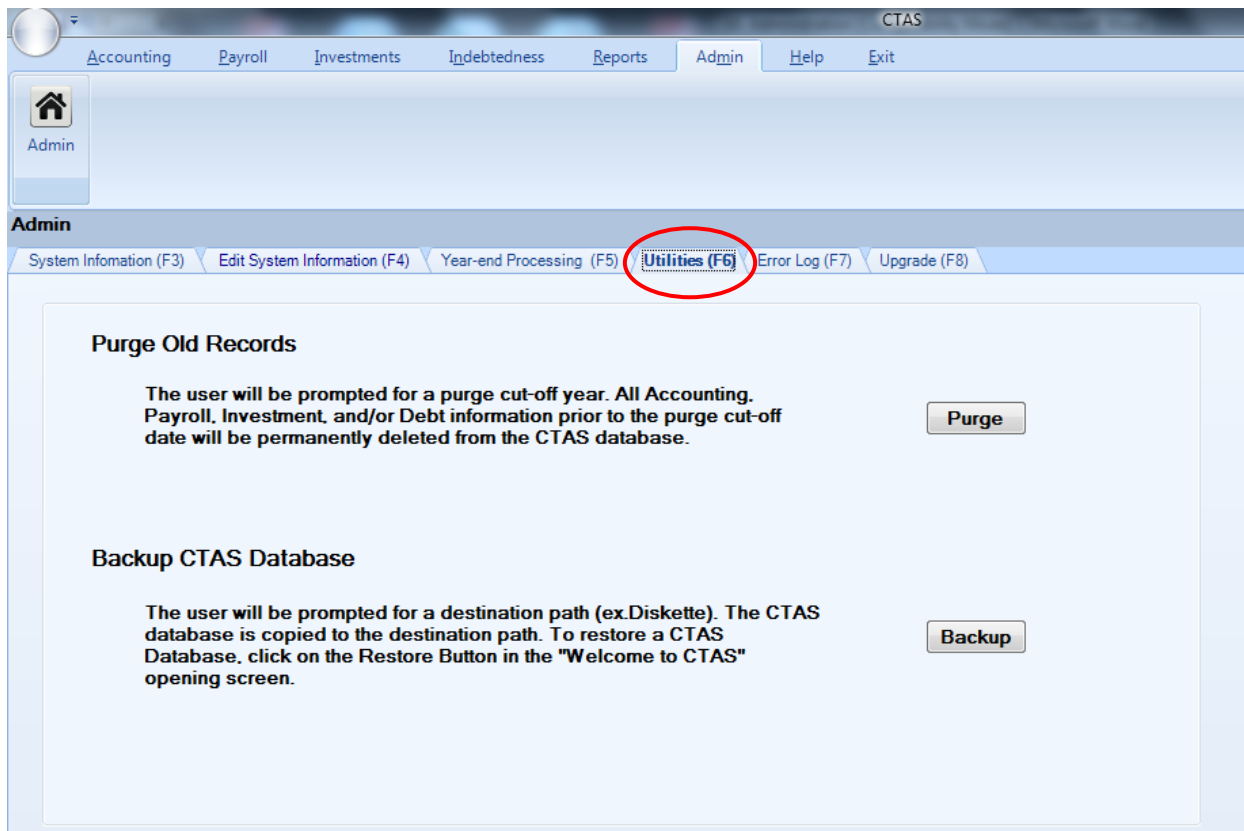 CTAS
Accounting Payroll Investments Indebtedness Reports Admin Help Exit
Admin
Admin
System Infomation (F3) Edit System Information (F4) Year-end Processing (F5) Utilities (F6) Error Log (F7) Upgrade (F8)
Purge Old Records
The user will be prompted for a purge cut-off year. All Accounting,
Payroll, Investment, and/or Debt information prior to the purge cut-off
date will be permanently deleted from the CTAS database.
Purge
Backup CTAS Database
The user will be prompted for a destination path (ex.Diskette). The CTAS
database is copied to the destination path. To restore a CTAS
Database, click on the Restore Button in the "Welcome to CTAS"
opening screen.
Backup